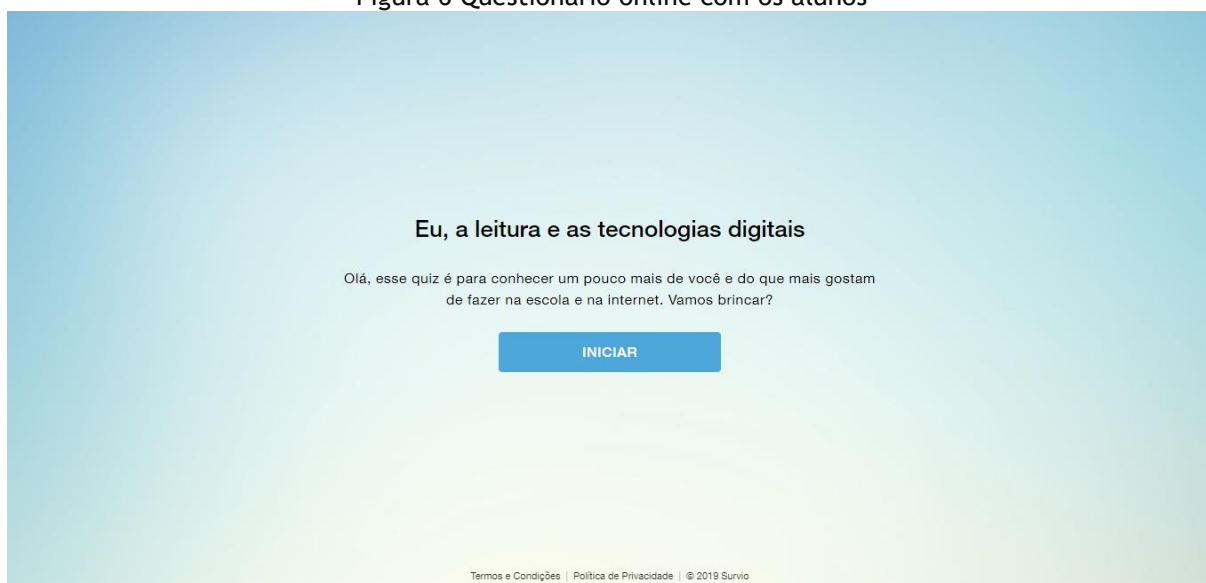 Figura 6 Questionário online com os alunos
Eu, a leitura e as tecnologias digitais
Olá, esse quiz é para conhecer um pouco mais de você e do que mais gostam
de fazer na escola e na internet. Vamos brincar?
INICIAR
Termos e Condições | Política de Privacidade | © 2019 Survio